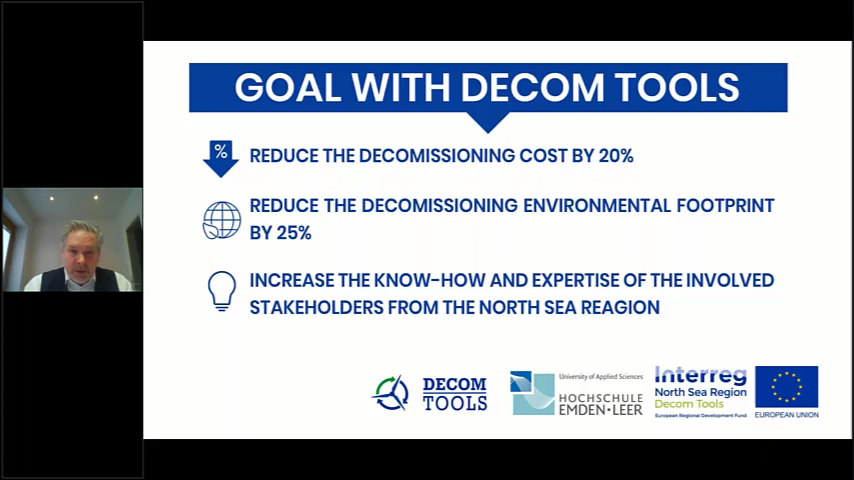 GOAL WITH DECOM TOOLS
%
REDUCE THE DECOMISSIONING COST BY 20%
REDUCE THE DECOMISSIONING ENVIRONMENTAL FOOTPRINT
BY 25%
INCREASE THE KNOW-HOW AND EXPERTISE OF THE INVOLVED
STAKEHOLDERS FROM THE NORTH SEA REAGION
DECOM
TOOLS
University of Applied Sciences
HOCHSCHULE
EMDEN•LEER
Interreg
North Sea Region
Decom Tools
European Regional Development Fund
EUROPEAN UNION